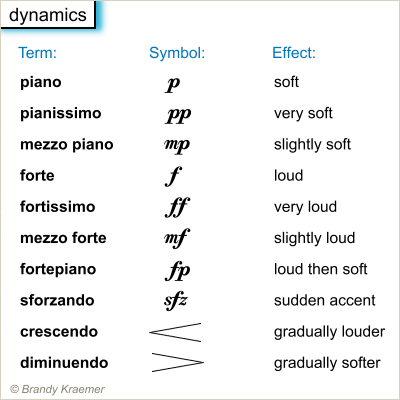 dynamics
Term: Symbol: Effect:
piano p soft
pianissimo pp very soft
mezzo piano mp slightly soft
forte f loud
fortissimo ff very loud
mezzo forte mf slightly loud
fortepiano fp loud then soft
sforzando sfz sudden accent
crescendo gradually louder
diminuendo gradually softer
© Brandy Kraemer